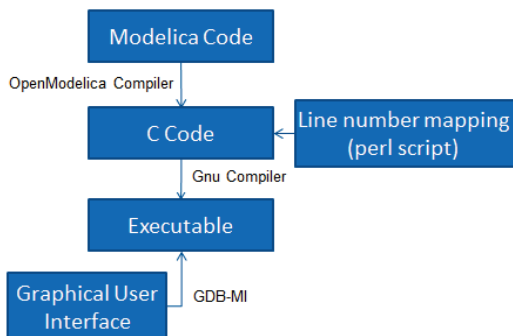 Modelica Code
OpenModelica Compiler
C Code
Line number mapping
(perl script)
Gnu Compiler
Executable
Graphical User
Interface
GDB-MI